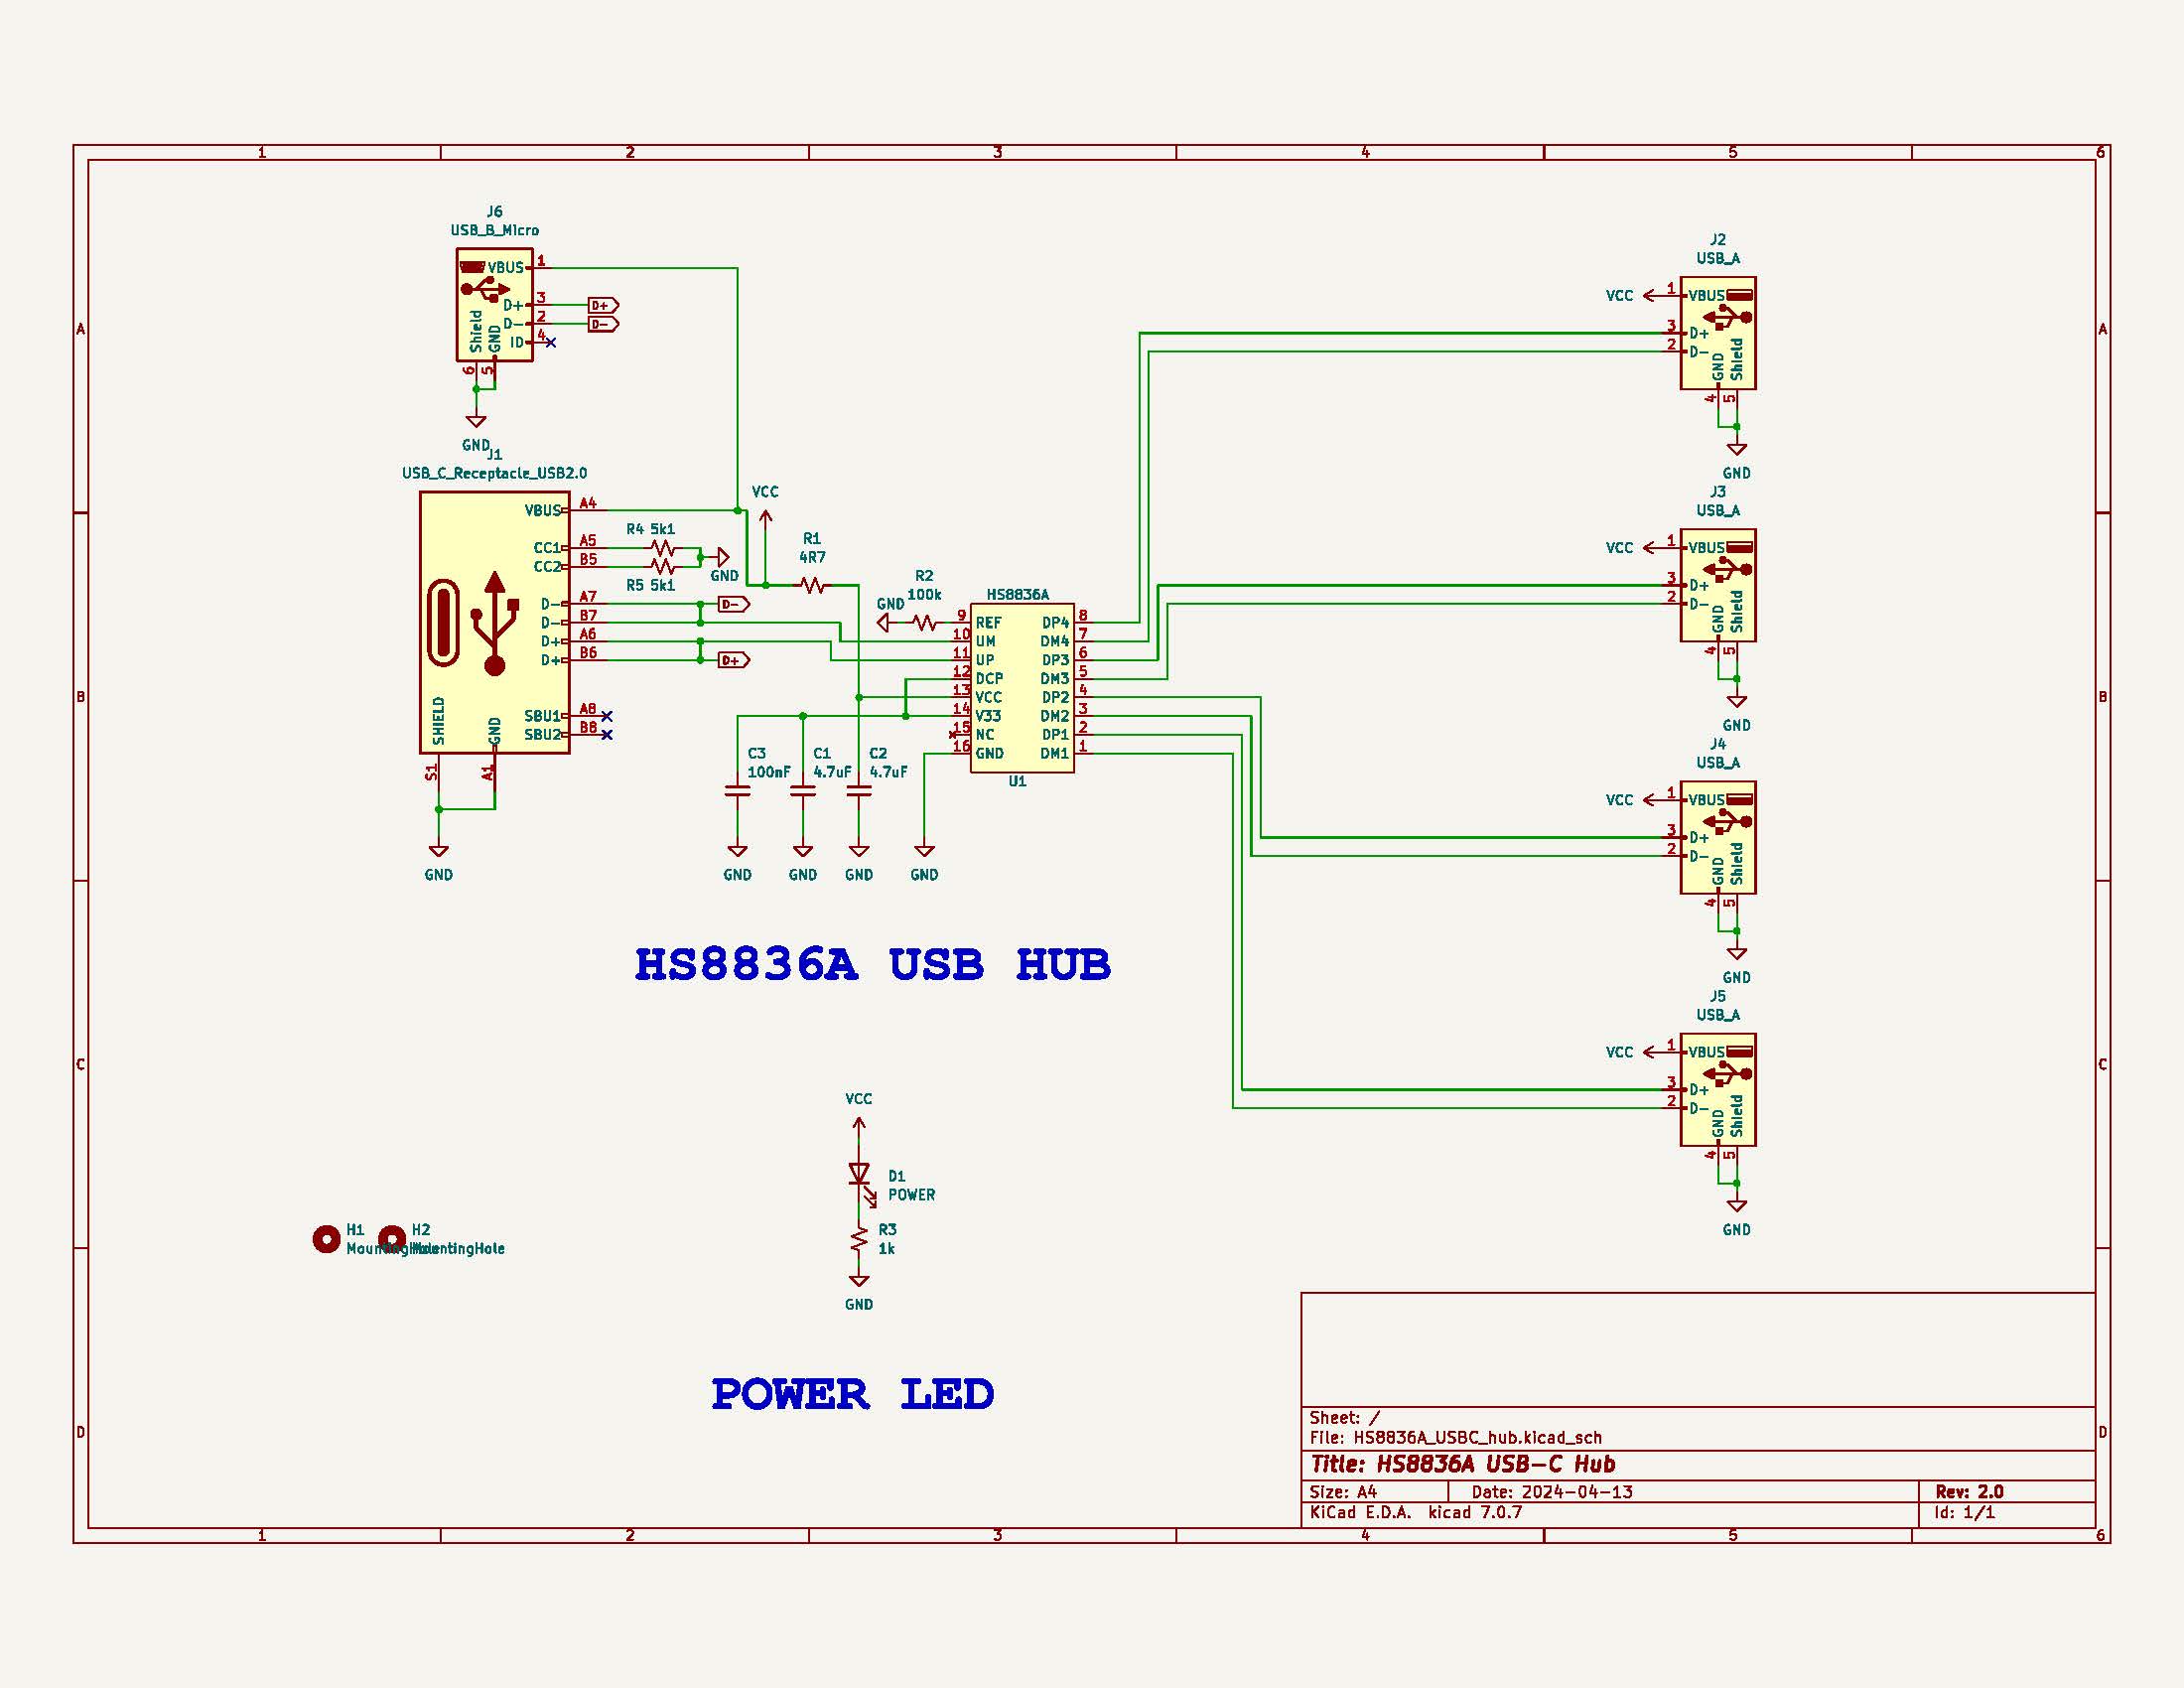 1 2 3 4 5 6
A A
B B
C C
D D
J6
USB_B_Micro
VBUS 1
D+ 3
D- 2
ID 4
Shield GND
6 5
GND
D+
D-
J1
USB_C_Receptacle_USB2.0
VBUS A4
CC1 A5
CC2 B5
D- A7
D- B7
D+ A6
D+ B6
SBU1 A8
SBU2 B8
SHIELD GND
S1 A1
GND
R4 5k1
R5 5k1
GND
D-
D+
VCC
R1
4R7
R2
100k
GND
HS8836A
9 REF DP4 8
10 UM DM4 7
11 UP DP3 6
12 DCP DM3 5
13 VCC DP2 4
14 V33 DM2 3
15 NC DP1 2
16 GND DM1 1
U1
C3
100nF
C1
4.7uF
C2
4.7uF
GND GND GND GND
J2
USB_A
VCC 1 VBUS
3 D+
2 D-
GND Shield
4 5
GND
J3
USB_A
VCC 1 VBUS
3 D+
2 D-
GND Shield
4 5
GND
J4
USB_A
VCC 1 VBUS
3 D+
2 D-
GND Shield
4 5
GND
J5
USB_A
VCC 1 VBUS
3 D+
2 D-
GND Shield
4 5
GND
HS8836A USB HUB
VCC
D1
POWER
R3
1k
GND
H1
MountingHole
H2
MountingHole
POWER LED
Sheet: /
File: HS8836A_USBC_hub.kicad_sch
Title: HS8836A USB-C Hub
Size: A4 Date: 2024-04-13 Rev: 2.0
KiCad E.D.A. kicad 7.0.7 Id: 1/1
1 2 3 4 5 6